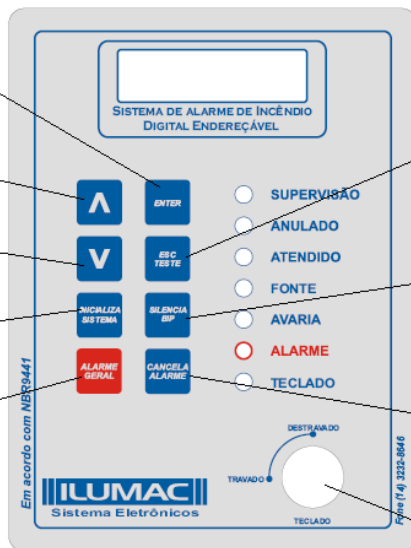 SISTEMA DE ALARME DE INCÊNDIO
DIGITAL ENDEREÇÁVEL
Λ
ENTER
V
ESC
TESTE
INICIALIZA
SISTEMA
SILENCIA
BIP
ALARME
GERAL
CANCELA
ALARME
SUPERVISÃO
ANULADO
ATENDIDO
FONTE
AVARIA
ALARME
TECLADO
DESTRAVADO
TRAVADO
TECLADO
Em acordo com NBR9441
ILUMAC
Sistema Eletrônicos
Fone (14) 3232-8646